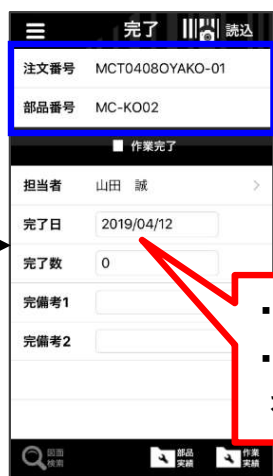 完了 読込
注文番号 MCT0408OYAKO-01
部品番号 MC-KO02
■ 作業完了
担当者 山田 誠
完了日 2019/04/12
完了数 0
完備考1
完備考2
図面検索 部品実績 作業実績